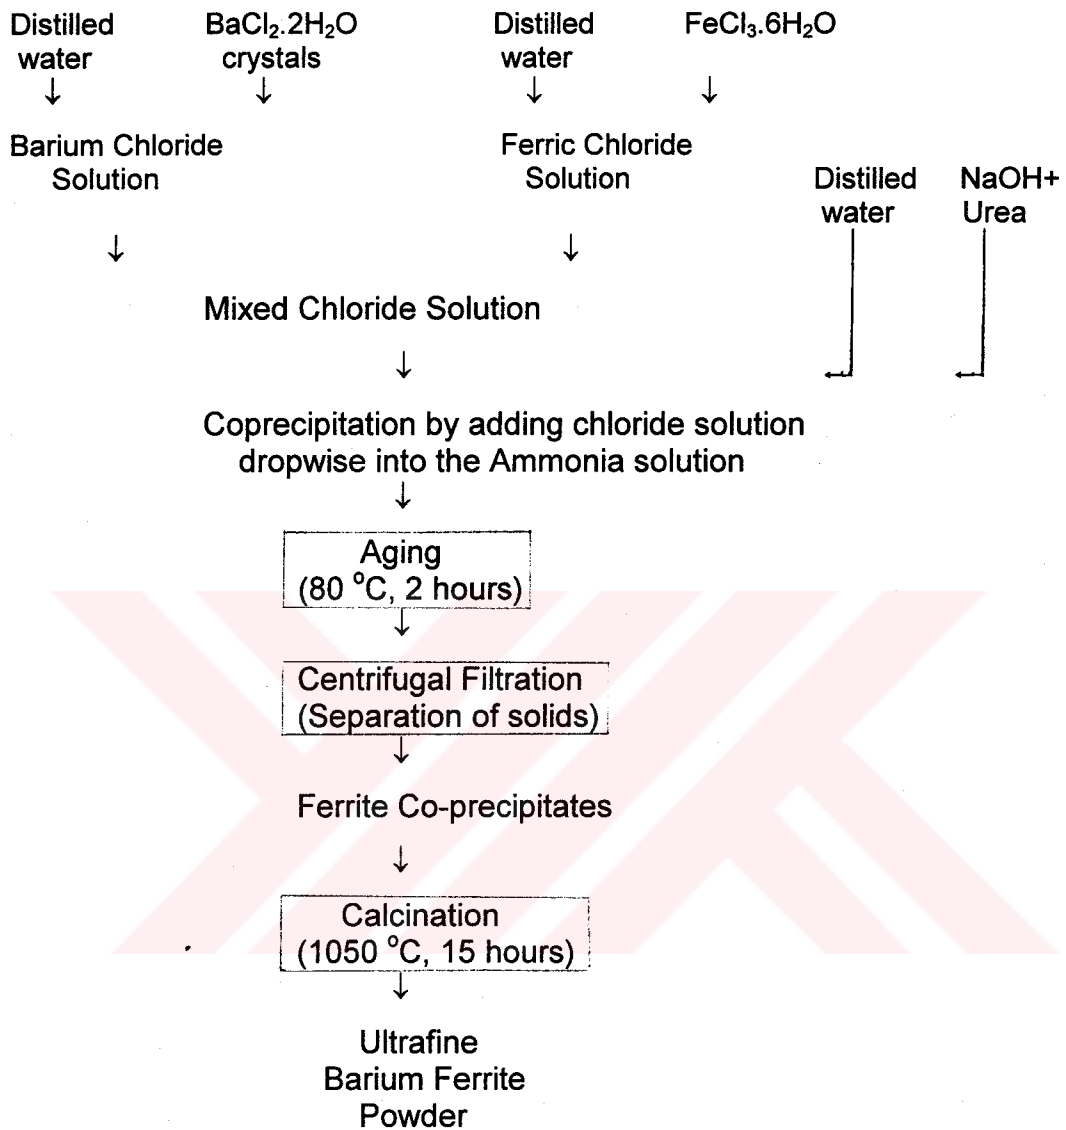 Distilled water
BaCl₂.2H₂O crystals
Distilled water
FeCl₃.6H₂O
↓ ↓ ↓ ↓
Barium Chloride
Solution
Ferric Chloride
Solution
Distilled water
NaOH+
Urea
↓ ↓
Mixed Chloride Solution
↓
Coprecipitation by adding chloride solution
dropwise into the Ammonia solution
↓
Aging
(80 °C, 2 hours)
↓
Centrifugal Filtration
(Separation of solids)
↓
Ferrite Co-precipitates
↓
Calcination
(1050 °C, 15 hours)
↓
Ultrafine
Barium Ferrite
Powder